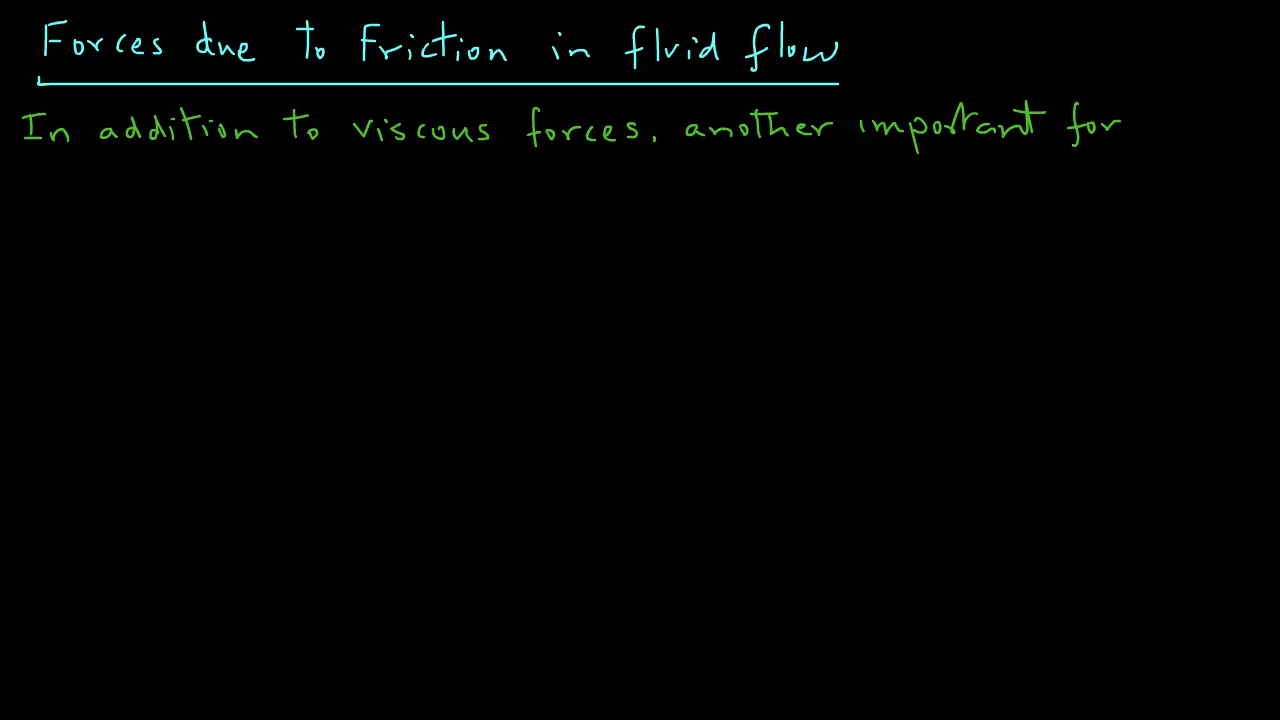 Forces due to Friction in fluid flow
In addition to viscous forces, another important for